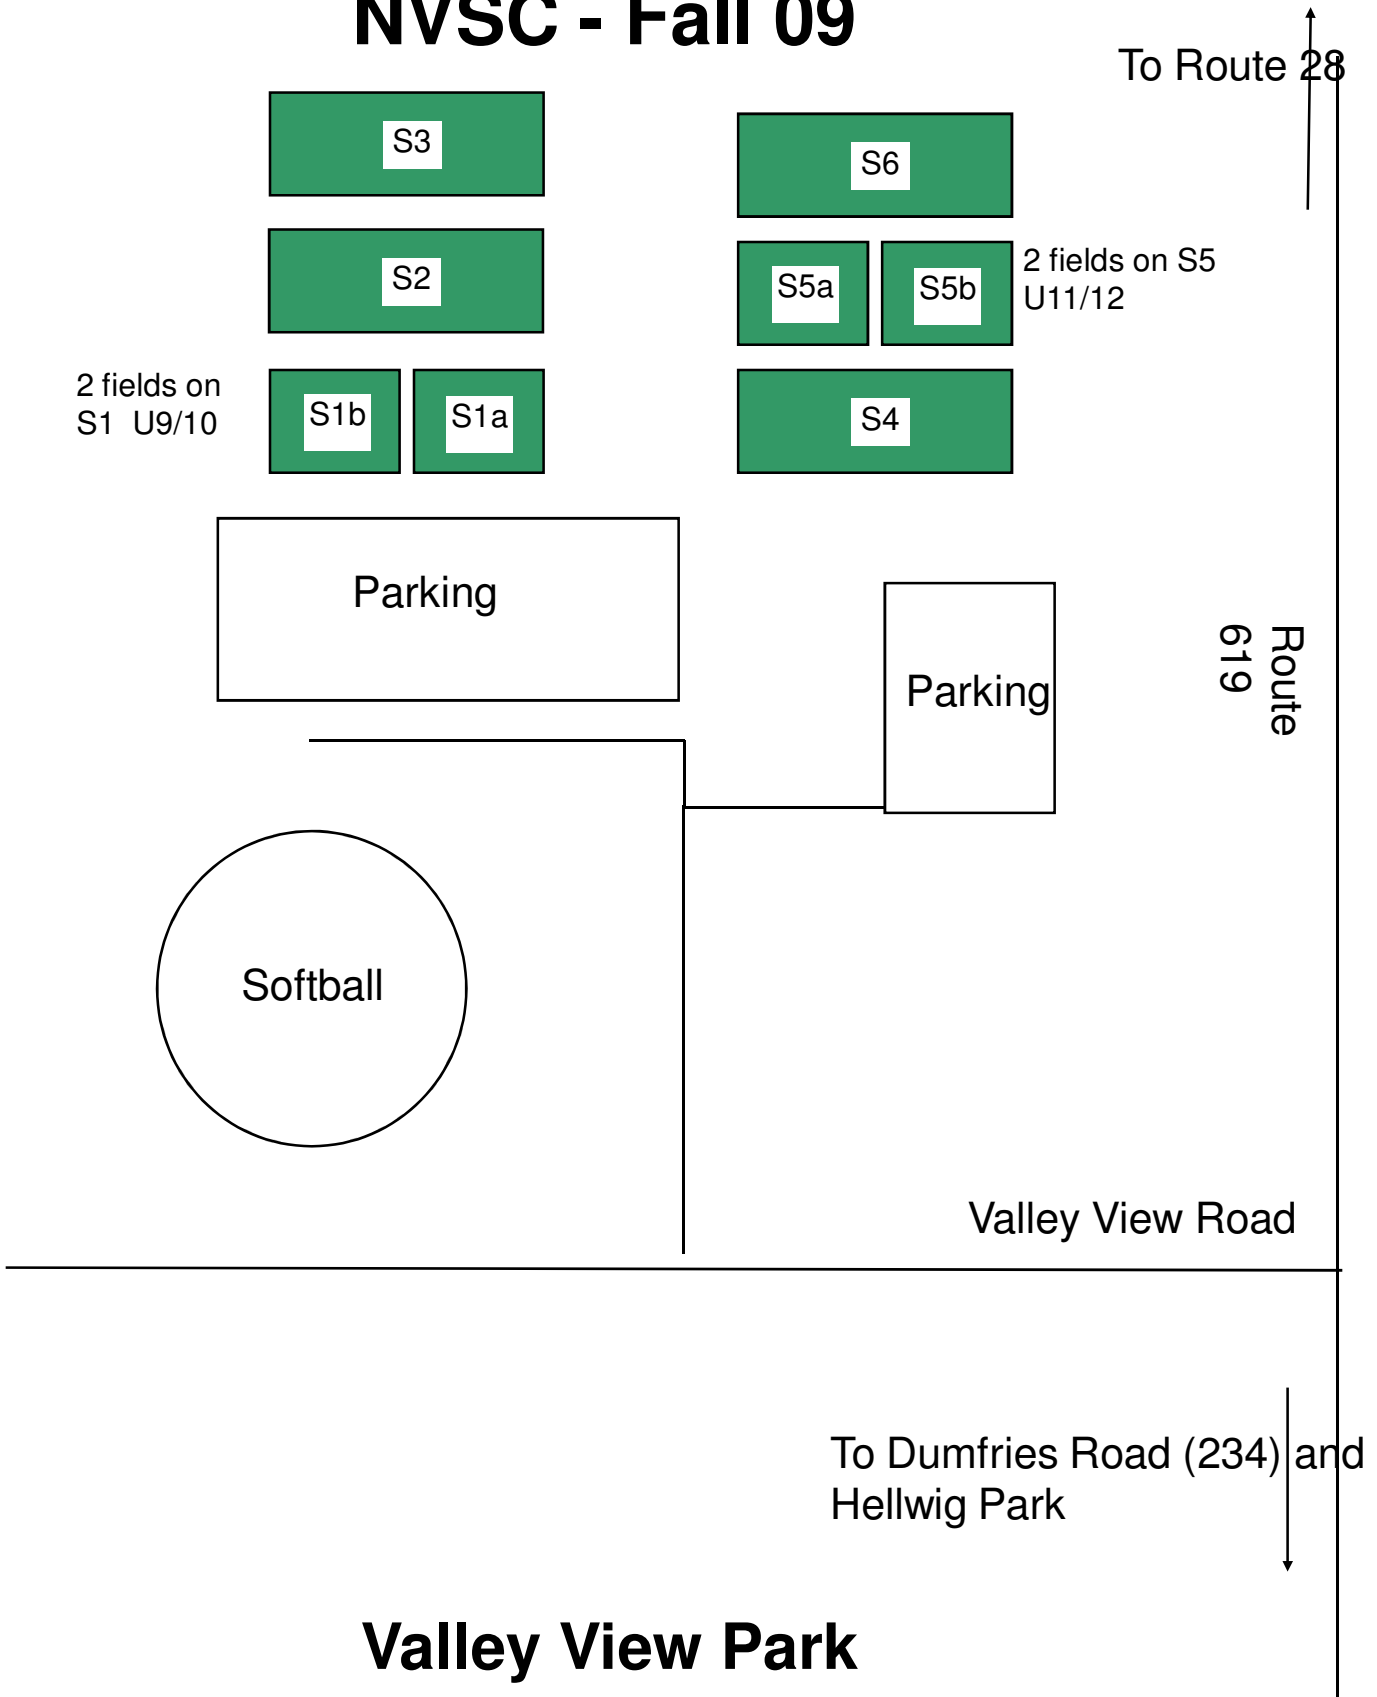 NVSC - Fall 09
To Route 28
S3
S6
S2
S5a
S5b
2 fields on S5
U11/12
2 fields on
S1 U9/10
S1b
S1a
S4
Parking
Parking
Route
619
Softball
Valley View Road
To Dumfries Road (234) and
Hellwig Park
Valley View Park